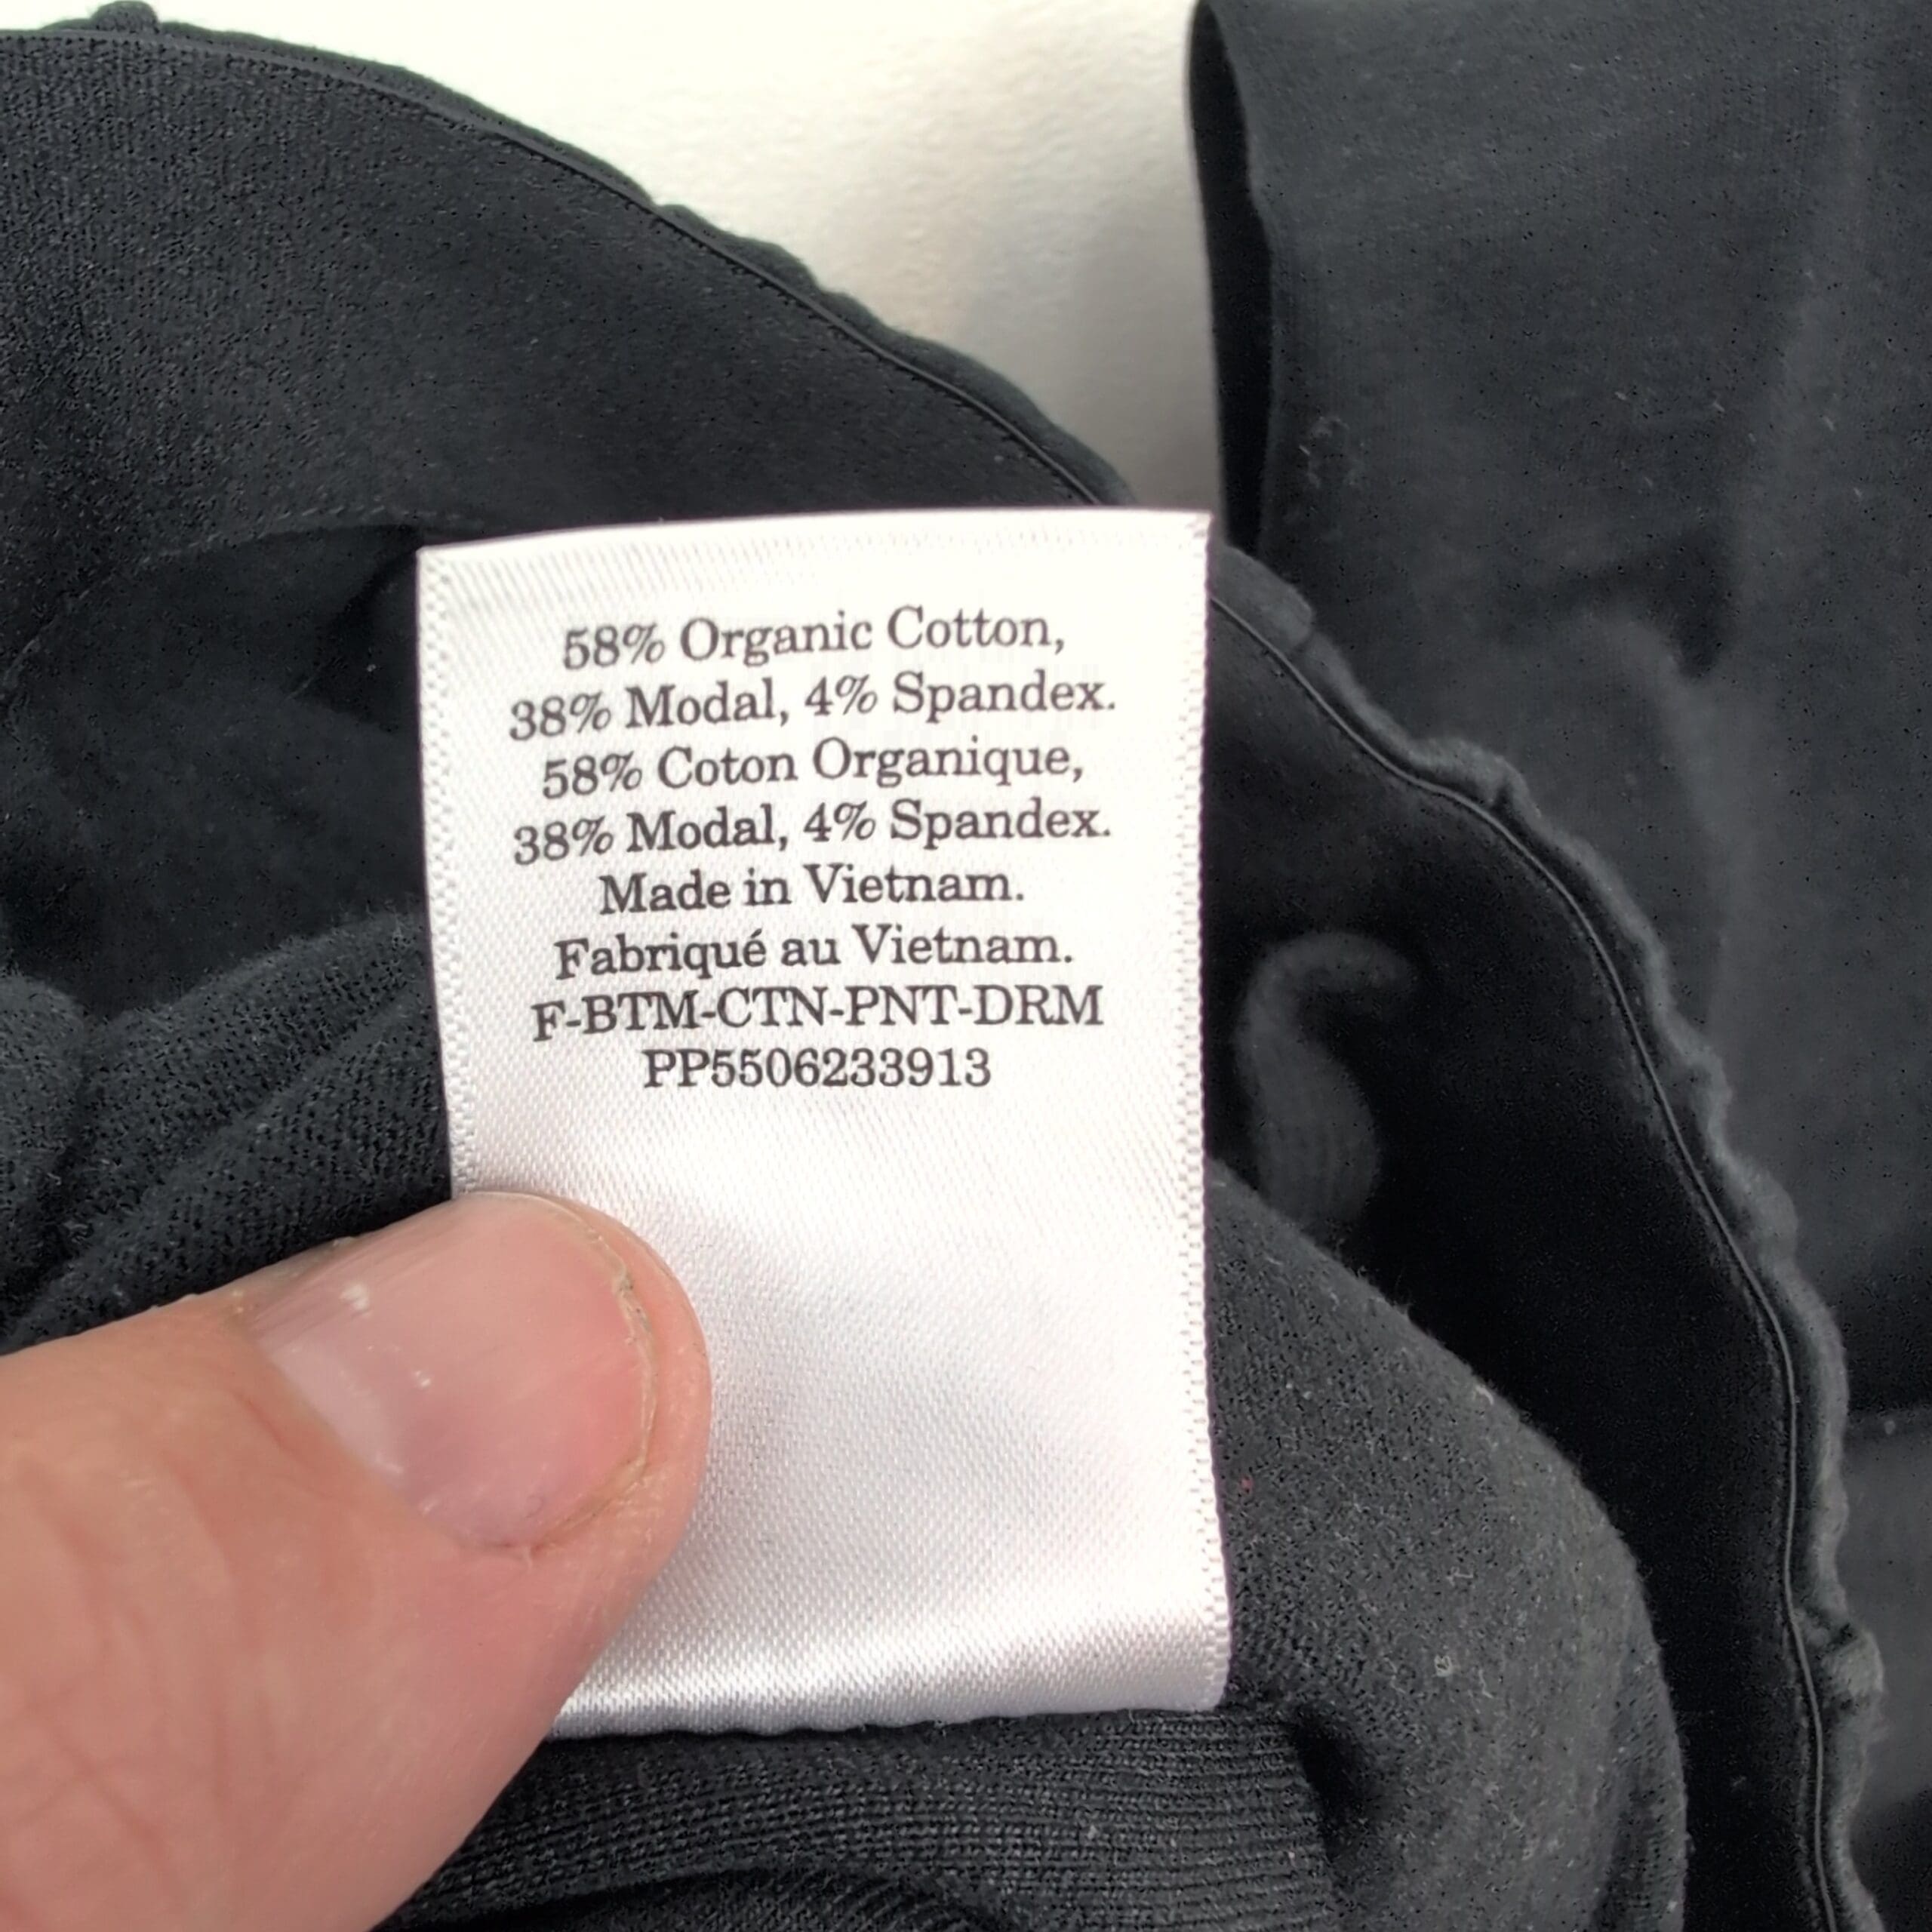 58% Organic Cotton,
38% Modal, 4% Spandex.
58% Coton Organique,
38% Modal, 4% Spandex.
Made in Vietnam.
Fabriqué au Vietnam.
F-BTM-CTN-PNT-DRM
PP5506233913